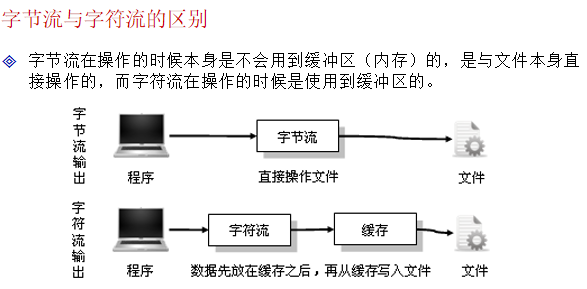 字节流与字符流的区别
字节流在操作的时候本身是不会用到缓冲区（内存）的，是与文件本身直
接操作的，而字符流在操作的时候是使用到缓冲区的。
字节流输出
字节流
程序
直接操作文件
文件
字符流输出
字符流
缓存
程序
数据先放在缓存之后，再从缓存写入文件
文件